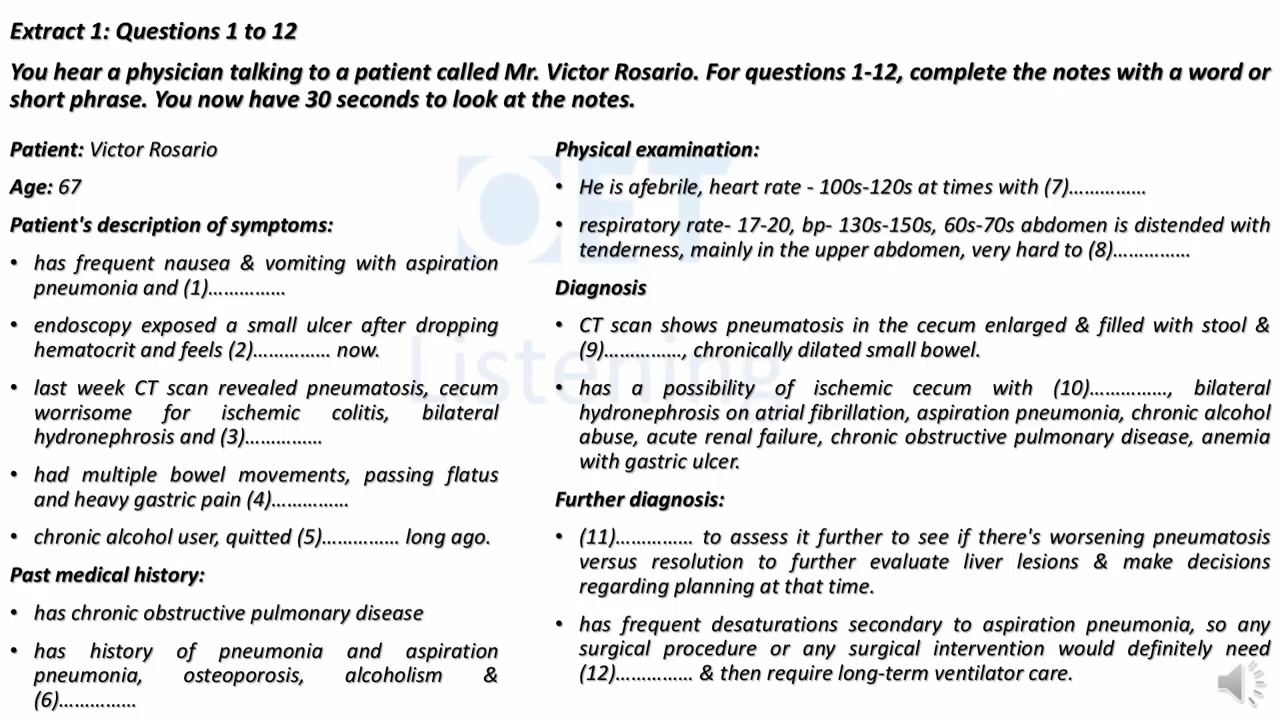 Extract 1: Questions 1 to 12
You hear a physician talking to a patient called Mr. Victor Rosario. For questions 1-12, complete the notes with a word or
short phrase. You now have 30 seconds to look at the notes.
Patient: Victor Rosario
Age: 67
Patient's description of symptoms:
• has frequent nausea & vomiting with aspiration
pneumonia and (1)……………
• endoscopy exposed a small ulcer after dropping
hematocrit and feels (2)…………… now.
• last week CT scan revealed pneumatosis, cecum
worrisome for ischemic colitis, bilateral
hydronephrosis and (3)……………
• had multiple bowel movements, passing flatus
and heavy gastric pain (4)……………
• chronic alcohol user, quitted (5)…………… long ago.
Past medical history:
• has chronic obstructive pulmonary disease
• has history of pneumonia and aspiration
pneumonia, osteoporosis, alcoholism &
(6)……………
Physical examination:
• He is afebrile, heart rate - 100s-120s at times with (7)……………
• respiratory rate- 17-20, bp- 130s-150s, 60s-70s abdomen is distended with
tenderness, mainly in the upper abdomen, very hard to (8)……………
Diagnosis
• CT scan shows pneumatosis in the cecum enlarged & filled with stool &
(9)……………, chronically dilated small bowel.
• has a possibility of ischemic cecum with (10)……………, bilateral
hydronephrosis on atrial fibrillation, aspiration pneumonia, chronic alcohol
abuse, acute renal failure, chronic obstructive pulmonary disease, anemia
with gastric ulcer.
Further diagnosis:
• (11)…………… to assess it further to see if there's worsening pneumatosis
versus resolution to further evaluate liver lesions & make decisions
regarding planning at that time.
• has frequent desaturations secondary to aspiration pneumonia, so any
surgical procedure or any surgical intervention would definitely need
(12)…………… & then require long-term ventilator care.
OET
Listening